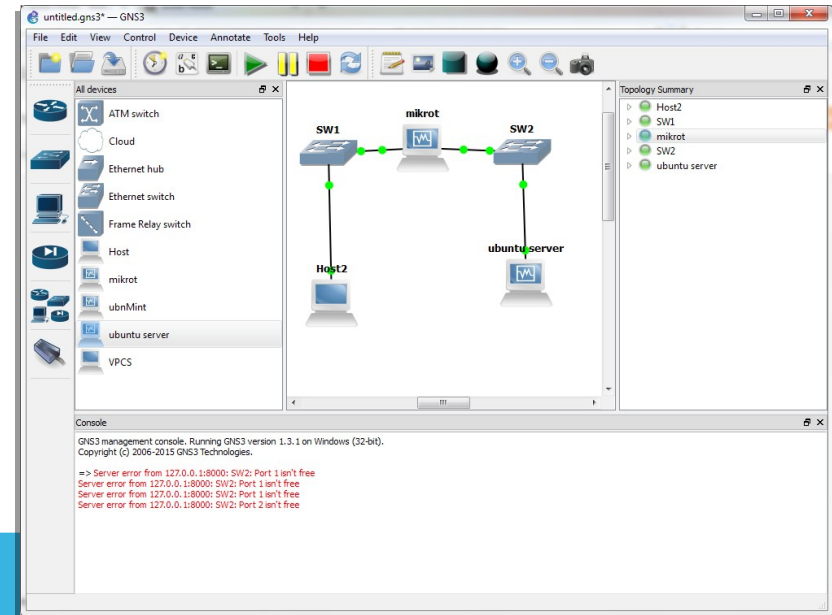 untitled.gns3* — GNS3
File Edit View Control Device Annotate Tools Help
All devices
ATM switch
Cloud
Ethernet hub
Ethernet switch
Frame Relay switch
Host
mikrot
ubnMint
ubuntu server
VPCS
SW1
mikrot
SW2
Host2
ubuntu server
Topology Summary
Host2
SW1
mikrot
SW2
ubuntu server
Console
GNS3 management console. Running GNS3 version 1.3.1 on Windows (32-bit).
Copyright (c) 2006-2015 GNS3 Technologies.
=> Server error from 127.0.0.1:8000: SW2: Port 1 isn't free
Server error from 127.0.0.1:8000: SW2: Port 1 isn't free
Server error from 127.0.0.1:8000: SW2: Port 1 isn't free
Server error from 127.0.0.1:8000: SW2: Port 2 isn't free